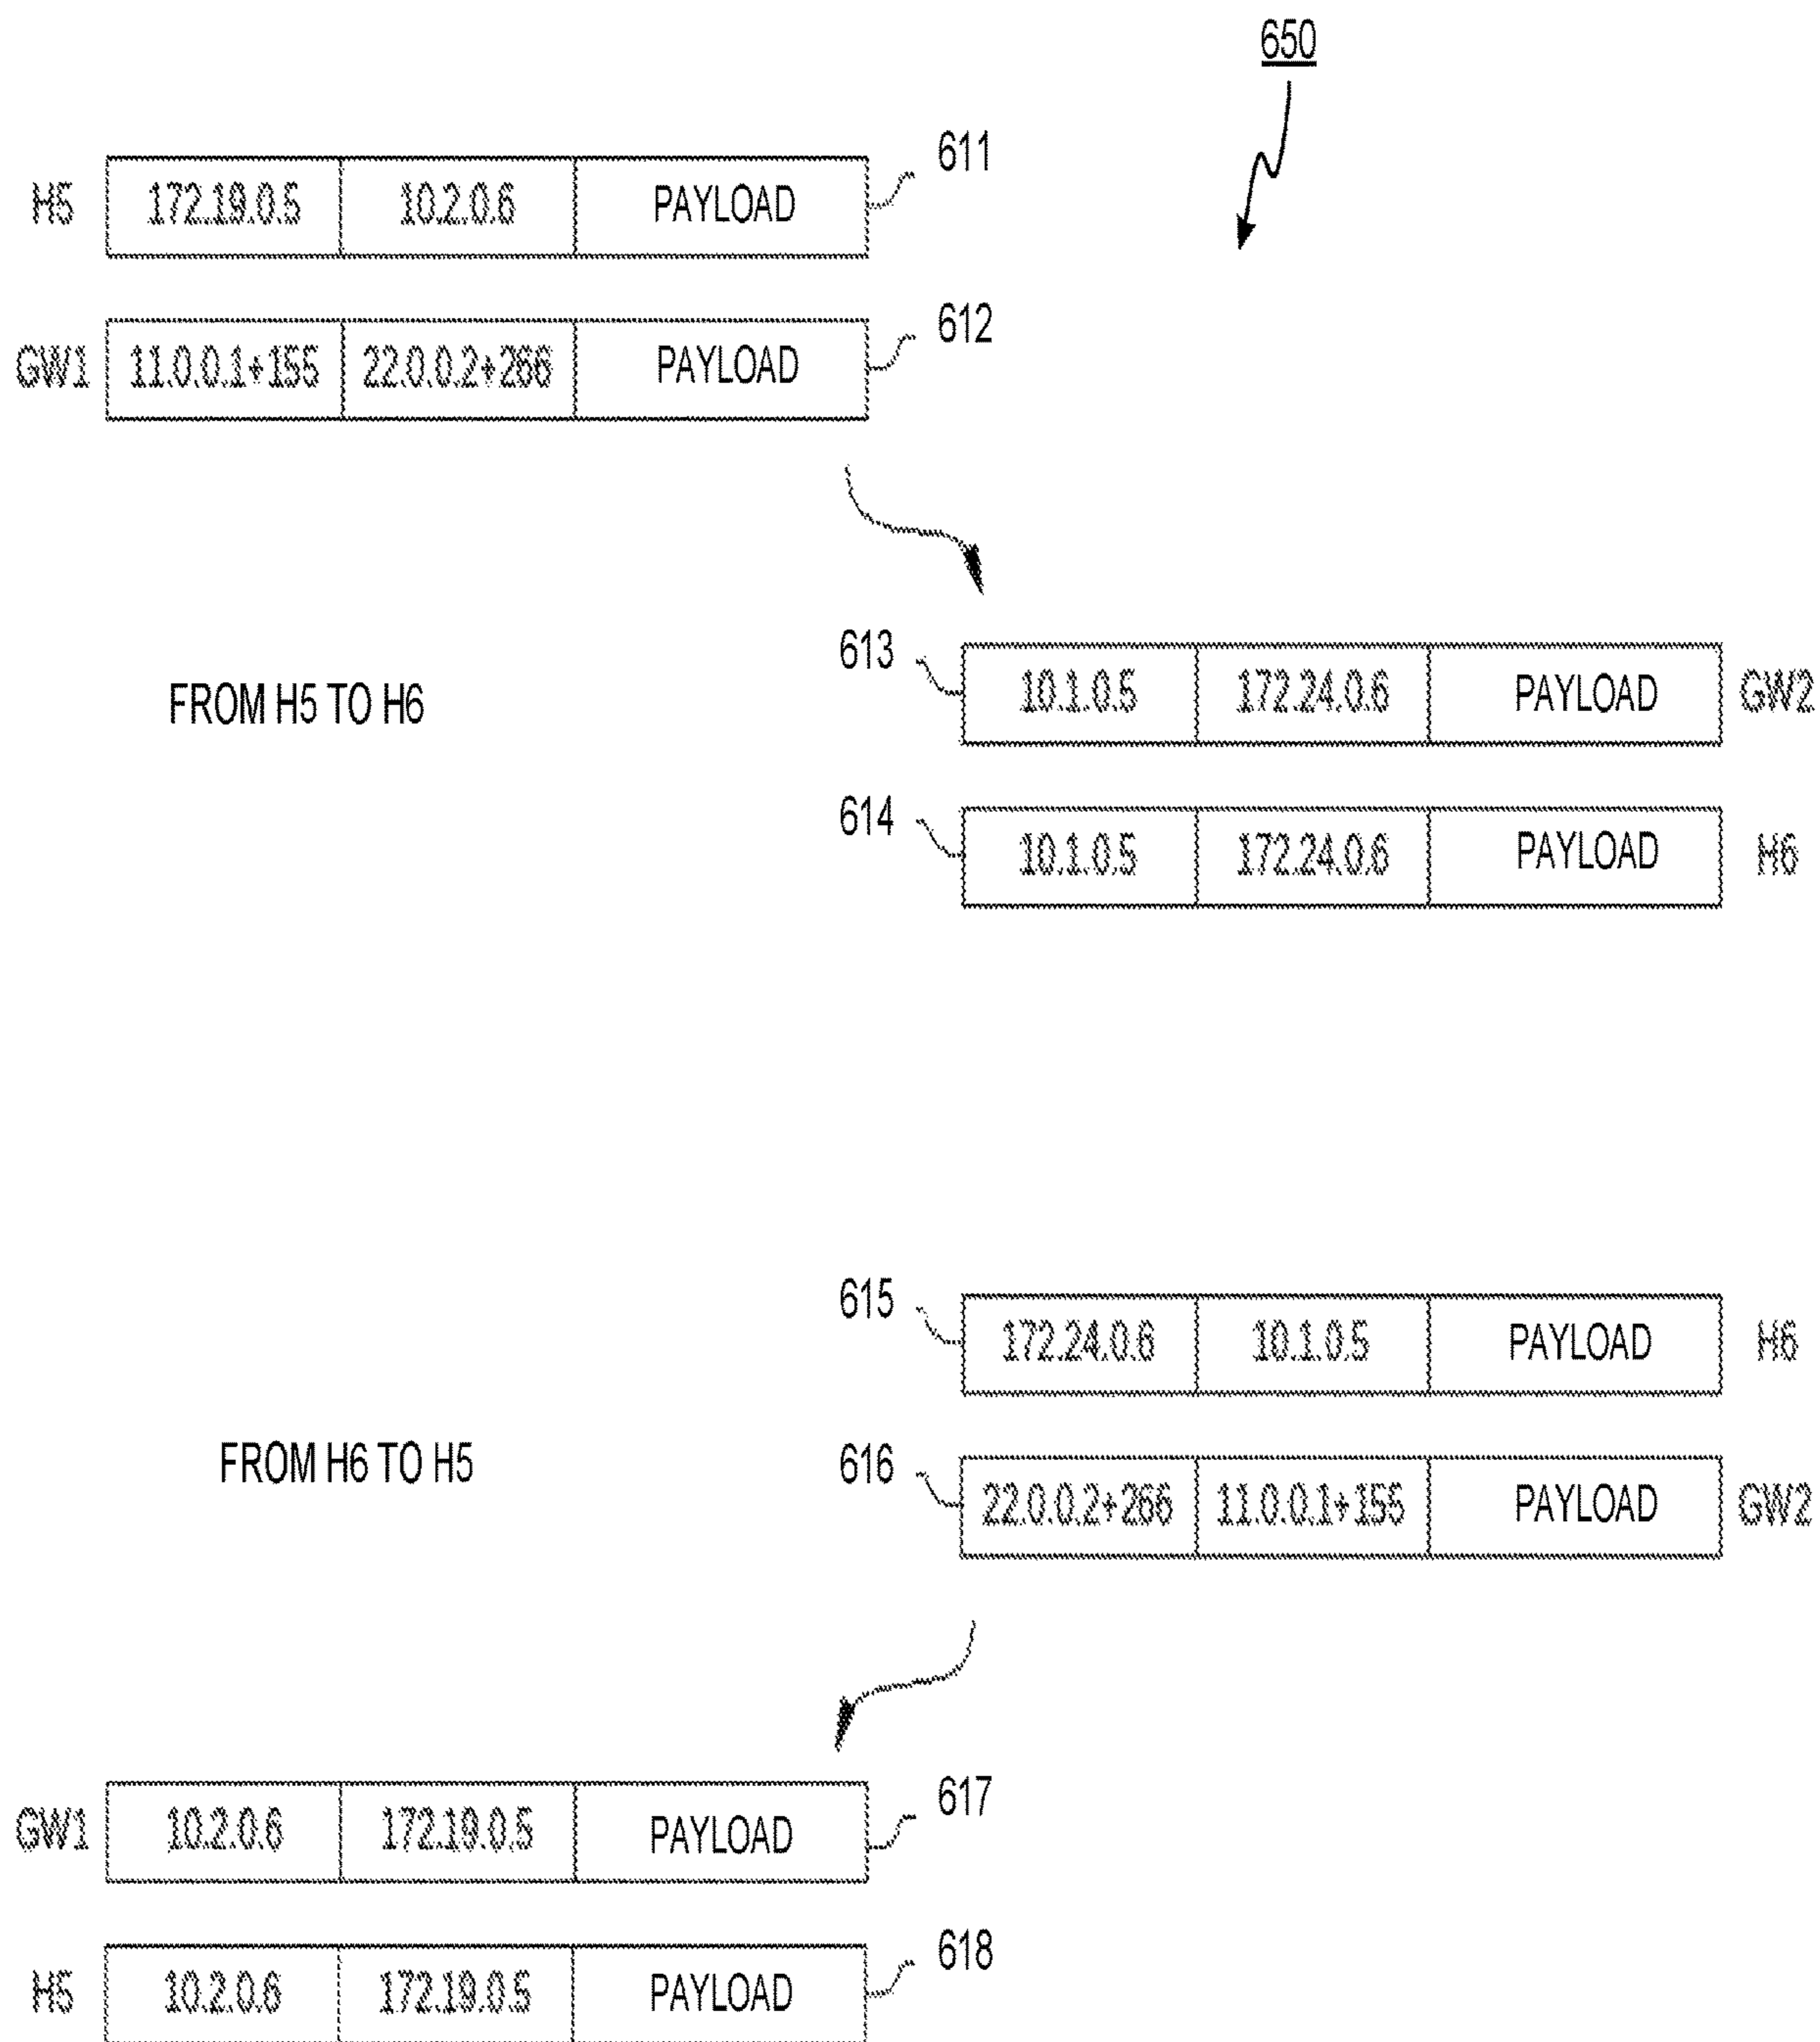 650
611
H5 172.19.0.5 10.2.0.6 PAYLOAD
612
GW1 11.0.0.1+155 22.0.0.2+266 PAYLOAD
613
10.1.0.5 172.24.0.6 PAYLOAD GW2
FROM H5 TO H6
614
10.1.0.5 172.24.0.6 PAYLOAD H6
615
172.24.0.6 10.1.0.5 PAYLOAD H6
FROM H6 TO H5
616
22.0.0.2+266 11.0.0.1+155 PAYLOAD GW2
617
GW1 10.2.0.6 172.19.0.5 PAYLOAD
618
H5 10.2.0.6 172.19.0.5 PAYLOAD